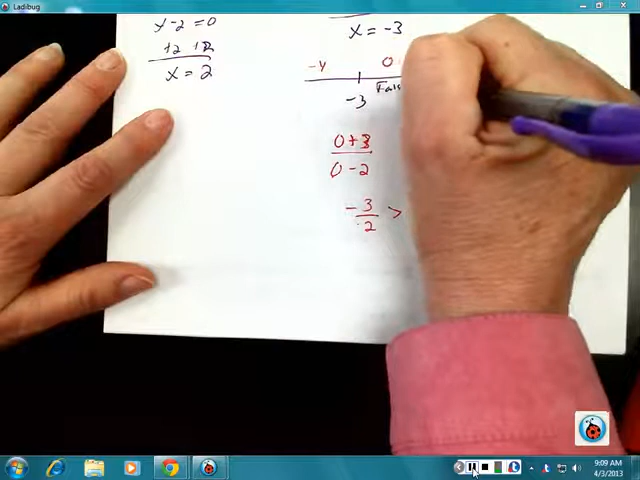 Ladibug
x-2=0
+2 +2
x = 2
x = -3
-4 0
Fals
-3
0+3
0-2
-3 >
2
9:09 AM
4/3/2013